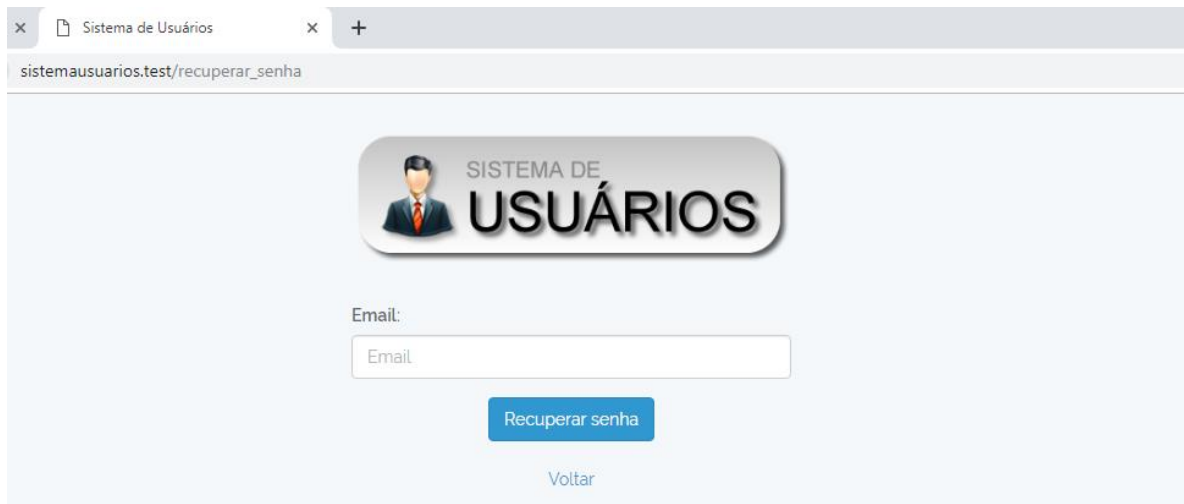 Sistema de Usuários
sistemausuarios.test/recuperar_senha
SISTEMA DE
USUÁRIOS
Email:
Email
Recuperar senha
Voltar